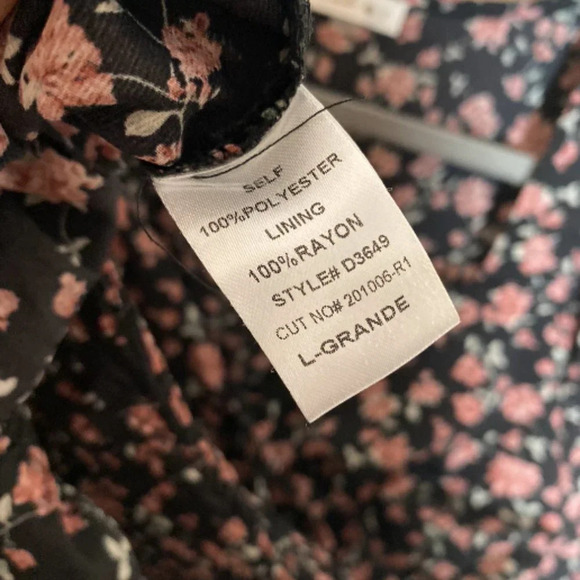 SELF
100%POLYESTER
LINING
100%RAYON
STYLE# D3649
CUT NO# 201006-R1
L-GRANDE